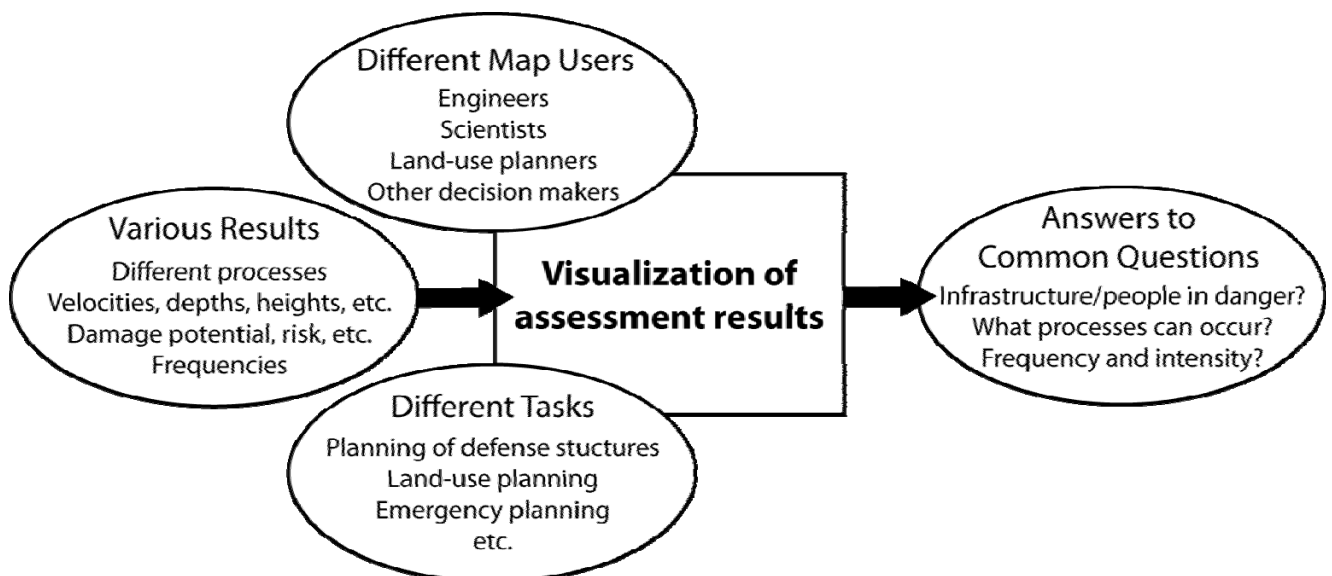 Different Map Users
Engineers
Scientists
Land-use planners
Other decision makers
Various Results
Different processes
Velocities, depths, heights, etc.
Damage potential, risk, etc.
Frequencies
Visualization of
assessment results
Different Tasks
Planning of defense stuctures
Land-use planning
Emergency planning
etc.
Answers to
Common Questions
Infrastructure/people in danger?
What processes can occur?
Frequency and intensity?